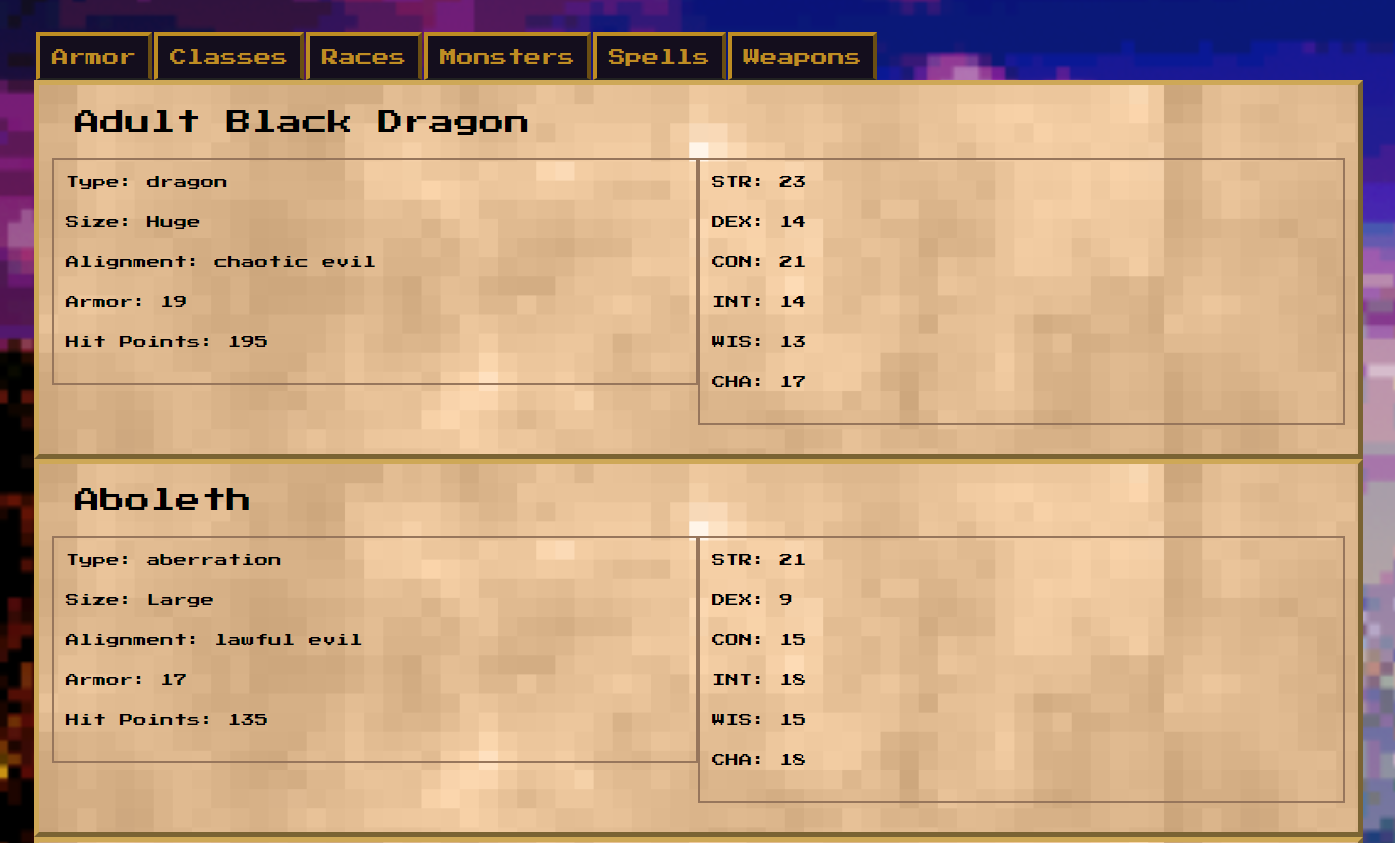 Armor Classes Races Monsters Spells Weapons
Adult Black Dragon
Type: dragon
Size: Huge
Alignment: chaotic evil
Armor: 19
Hit Points: 195
STR: 23
DEX: 14
CON: 21
INT: 14
WIS: 13
CHA: 17
Aboleth
Type: aberration
Size: Large
Alignment: lawful evil
Armor: 17
Hit Points: 135
STR: 21
DEX: 9
CON: 15
INT: 18
WIS: 15
CHA: 18